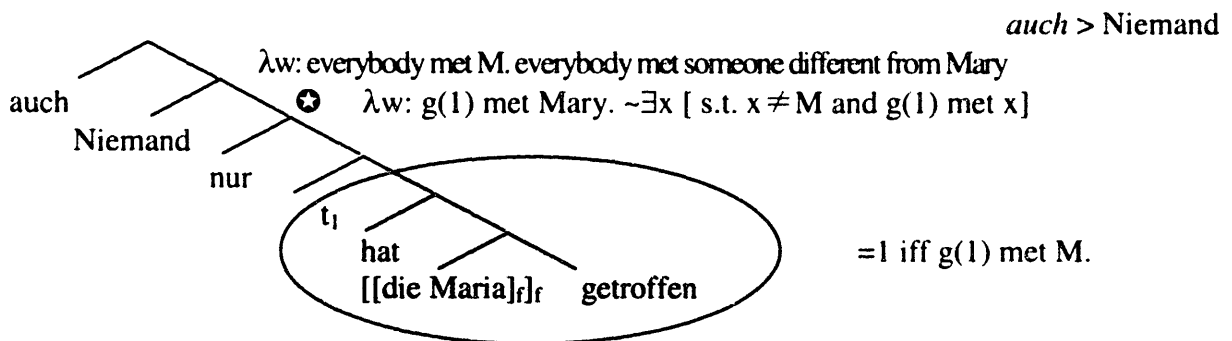 auch > Niemand
λw: everybody met M. everybody met someone different from Mary
auch
✪ λw: g(1) met Mary. ~∃x [ s.t. x ≠ M and g(1) met x]
Niemand
nur
t₁
hat
=1 iff g(1) met M.
[[die Maria]f]f getroffen